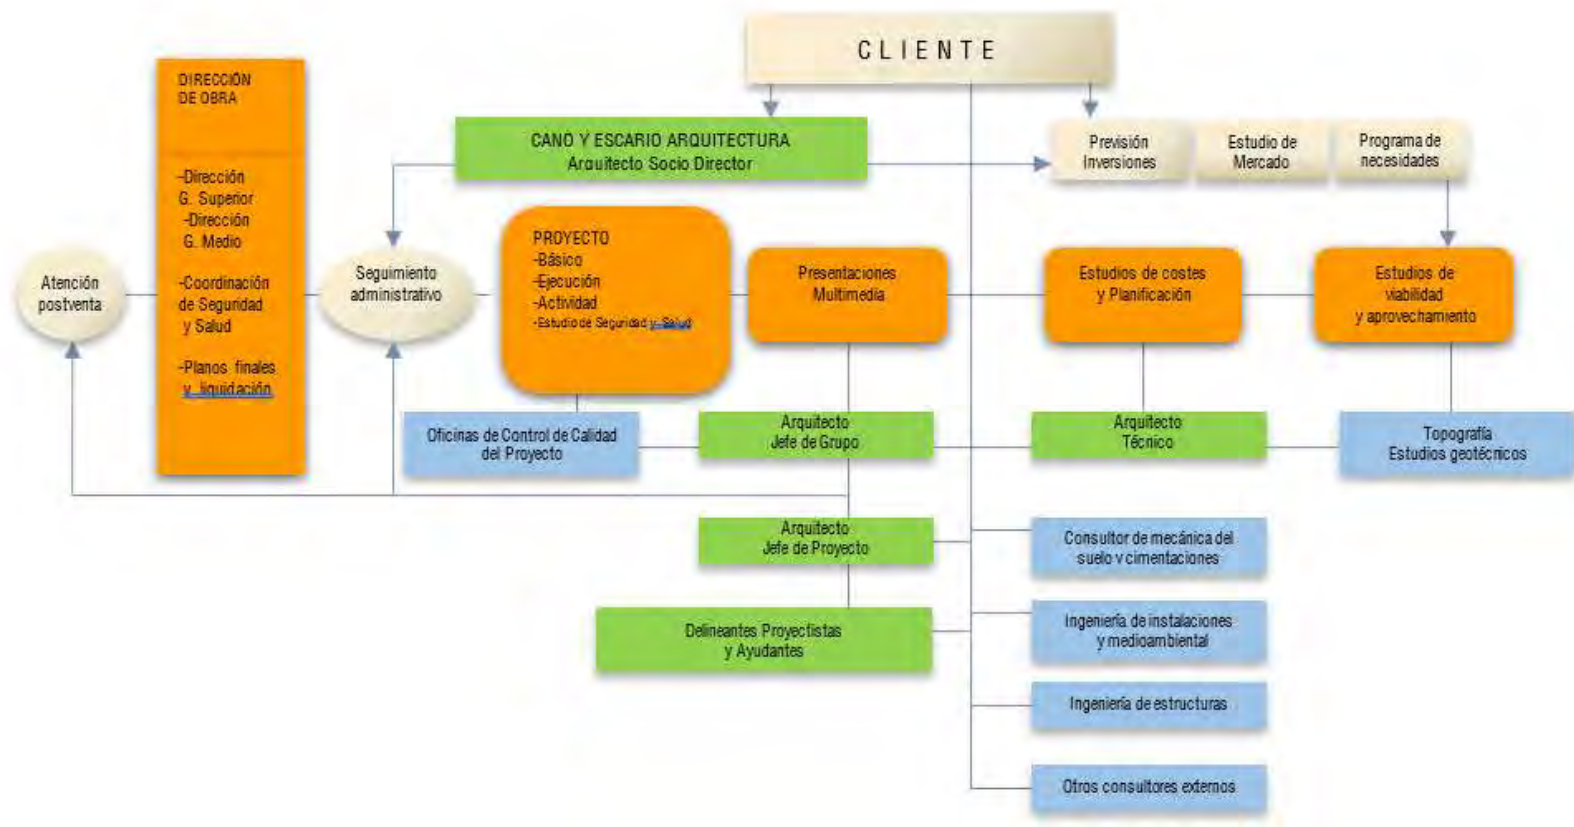 CLIENTE
DIRECCIÓN
DE OBRA
-Dirección
G. Superior
-Dirección
G. Medio
-Coordinación
de Seguridad
y Salud
-Planos finales
y liquidación
CANO Y ESCARIO ARQUITECTURA
Arquitecto Socio Director
Previsión
Inversiones
Estudio de
Mercado
Programa de
necesidades
Atención
postventa
Seguimiento
administrativo
PROYECTO
-Básico
-Ejecución
-Actividad
-Estudio de Seguridad y Salud
Presentaciones
Multimedia
Estudios de costes
y Planificación
Estudios de
viabilidad
y aprovechamiento
Oficinas de Control de Calidad
del Proyecto
Arquitecto
Jefe de Grupo
Arquitecto
Técnico
Topografía
Estudios geotécnicos
Arquitecto
Jefe de Proyecto
Consultor de mecánica del
suelo y cimentaciones
Delineantes Proyectistas
y Ayudantes
Ingeniería de instalaciones
y medioambiental
Ingeniería de estructuras
Otros consultores externos